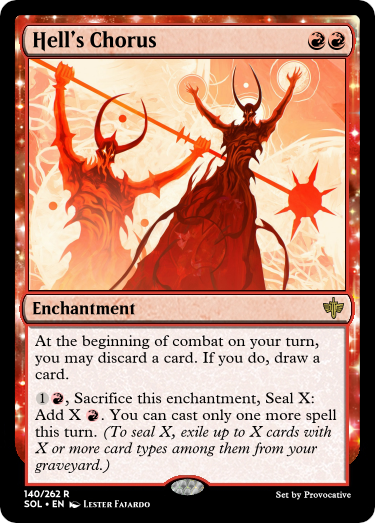 Hell's Chorus
Enchantment
At the beginning of combat on your turn,
you may discard a card. If you do, draw a
card.
1 , Sacrifice this enchantment, Seal X:
Add X . You can cast only one more spell
this turn. (To seal X, exile up to X cards with
X or more card types among them from your
graveyard.)
140/262 R
SOL • EN Lester Fajardo
Set by Provocative